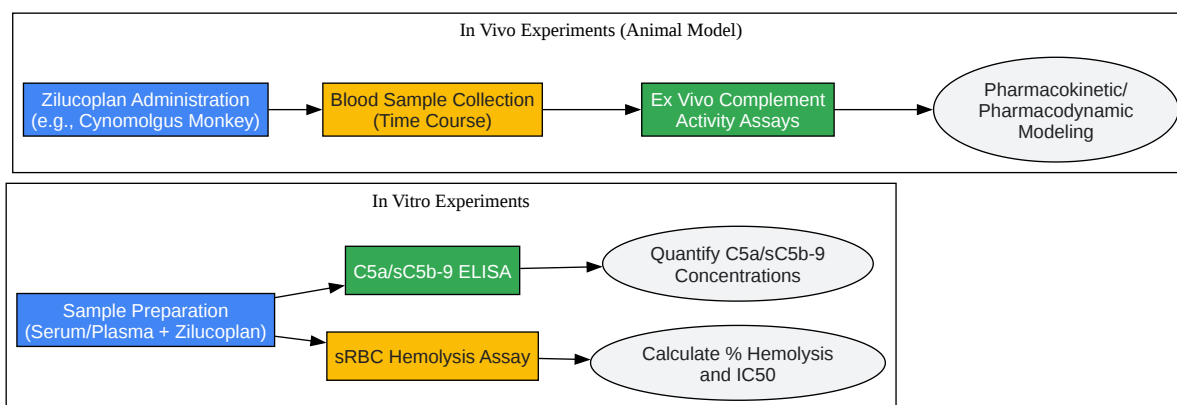 In Vivo Experiments (Animal Model)
Zilucoplan Administration
(e.g., Cynomolgus Monkey)
Blood Sample Collection
(Time Course)
Ex Vivo Complement
Activity Assays
Pharmacokinetic/
Pharmacodynamic
Modeling
In Vitro Experiments
Sample Preparation
(Serum/Plasma + Zilucoplan)
C5a/sC5b-9 ELISA
Quantify C5a/sC5b-9
Concentrations
sRBC Hemolysis Assay
Calculate % Hemolysis
and IC50